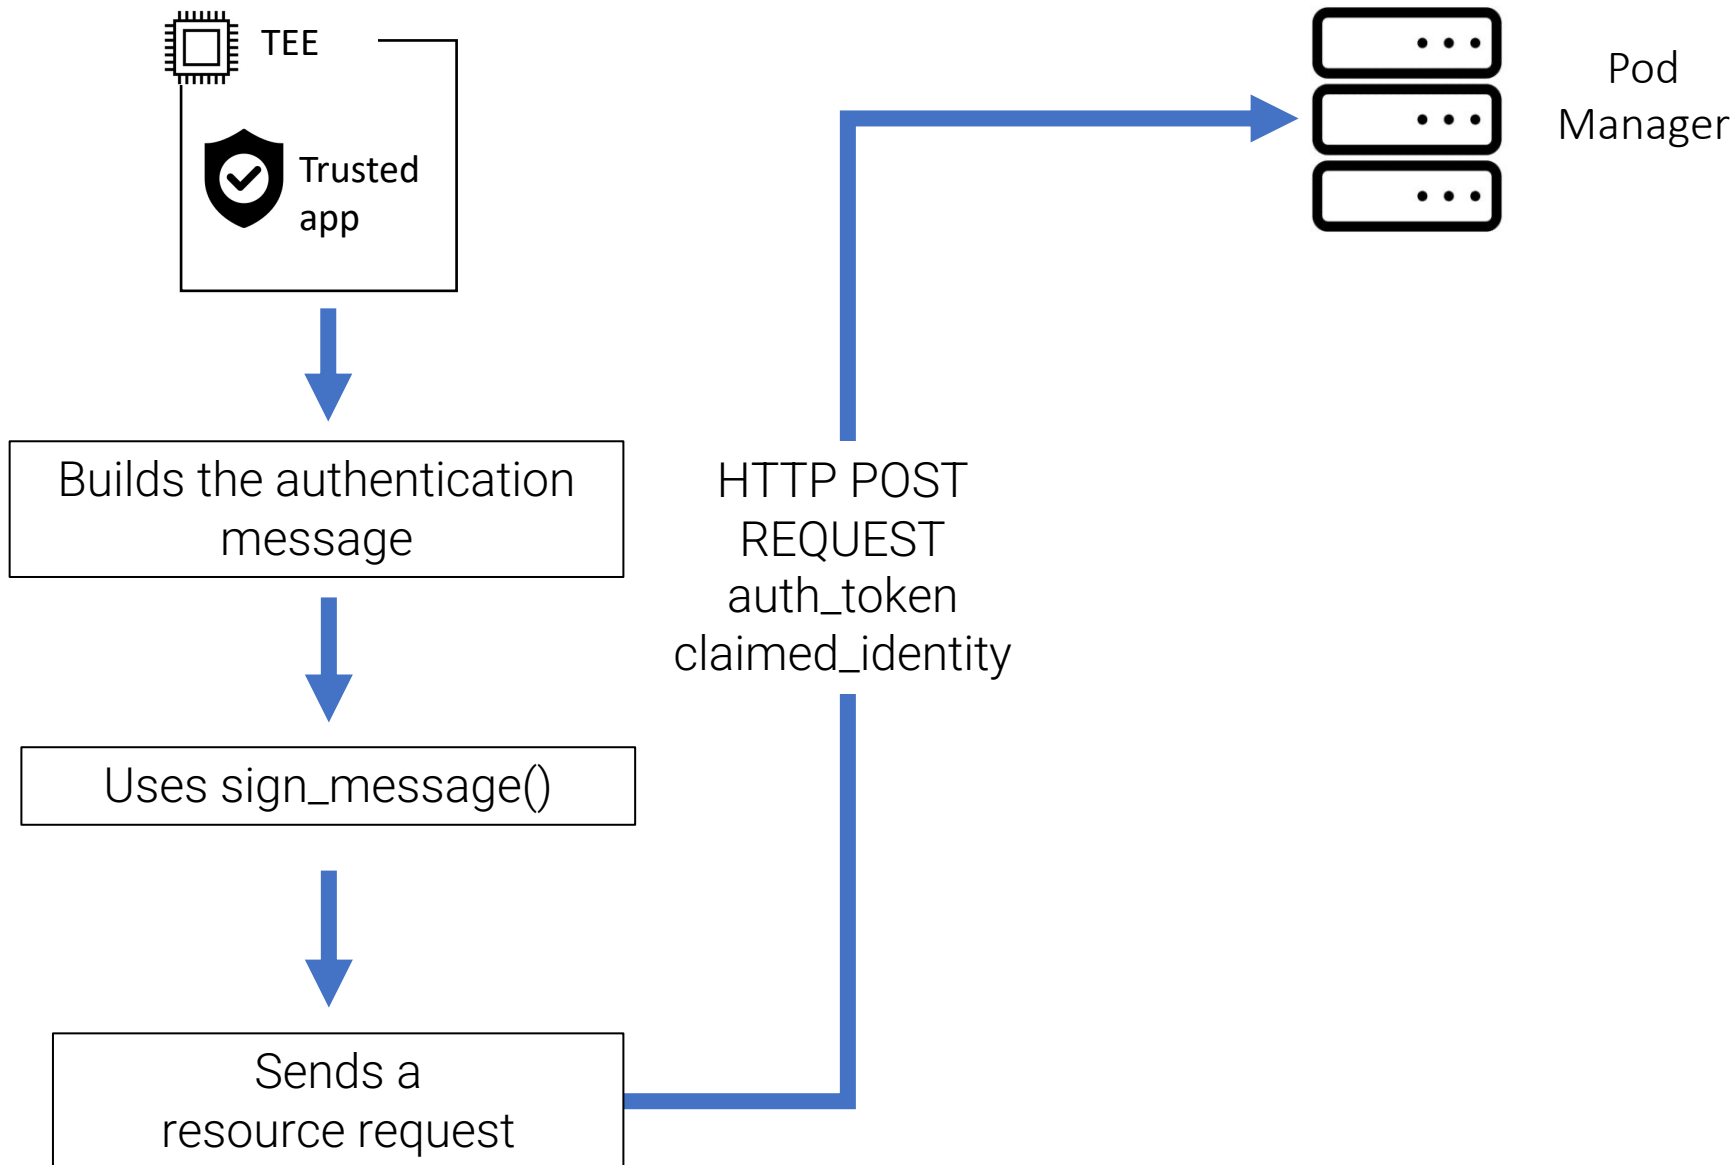 TEE
Trusted
app
Builds the authentication
message
Uses sign_message()
Sends a
resource request
HTTP POST
REQUEST
auth_token
claimed_identity
Pod
Manager